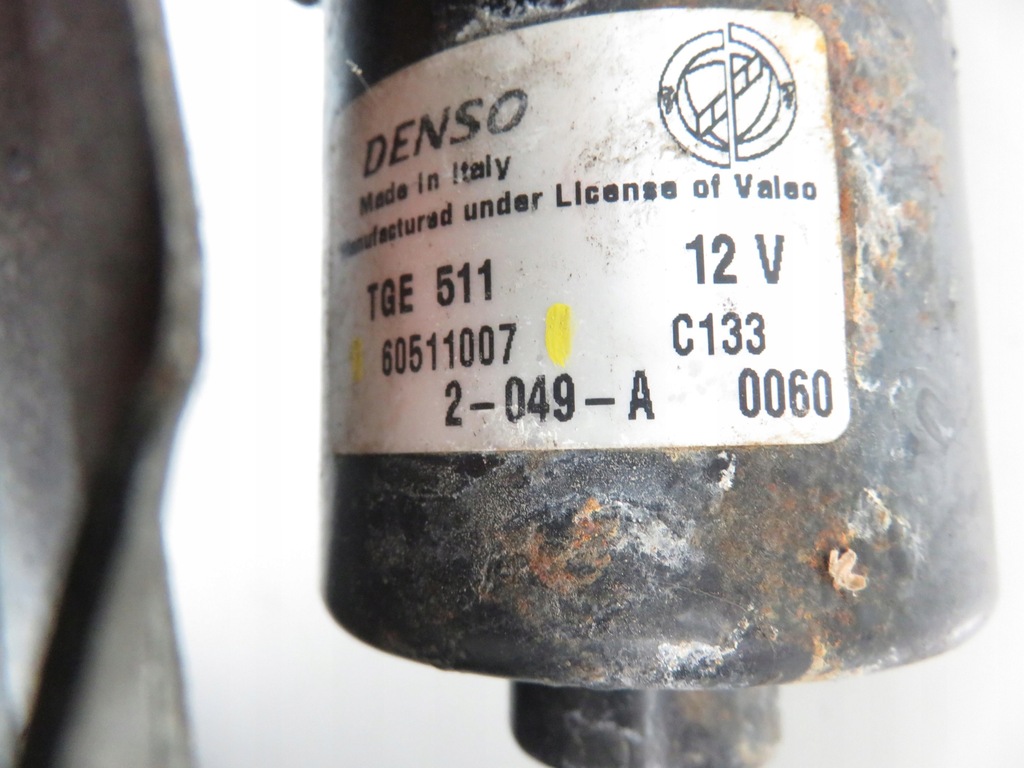 DENSO
Made in Italy
Manufactured under License of Valeo
TGE 511 12 V
60511007 C133
2-049-A 0060